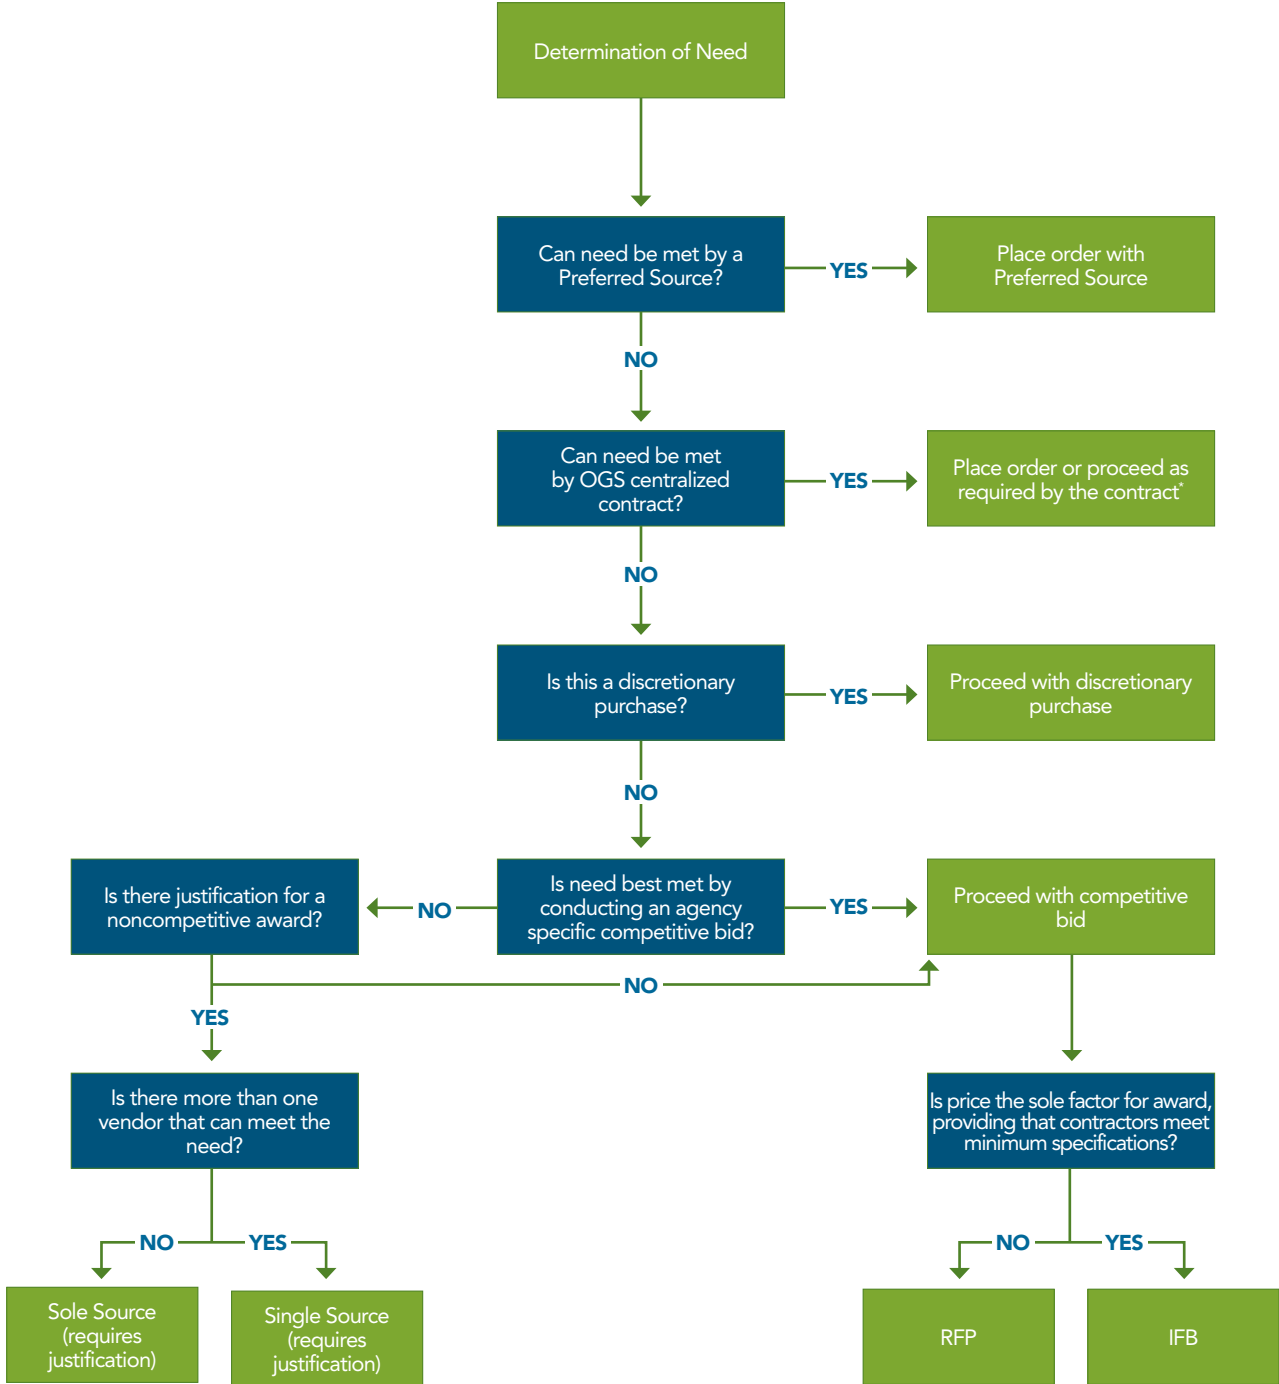 Determination of Need
Can need be met by a
Preferred Source?
YES
Place order with
Preferred Source
NO
Can need be met
by OGS centralized
contract?
YES
Place order or proceed as
required by the contract*
NO
Is this a discretionary
purchase?
YES
Proceed with discretionary
purchase
NO
Is there justification for a
noncompetitive award?
NO
Is need best met by
conducting an agency
specific competitive bid?
YES
Proceed with competitive
bid
NO
YES
Is there more than one
vendor that can meet the
need?
Is price the sole factor for award,
providing that contractors meet
minimum specifications?
NO
YES
NO
YES
Sole Source
(requires
justification)
Single Source
(requires
justification)
RFP
IFB